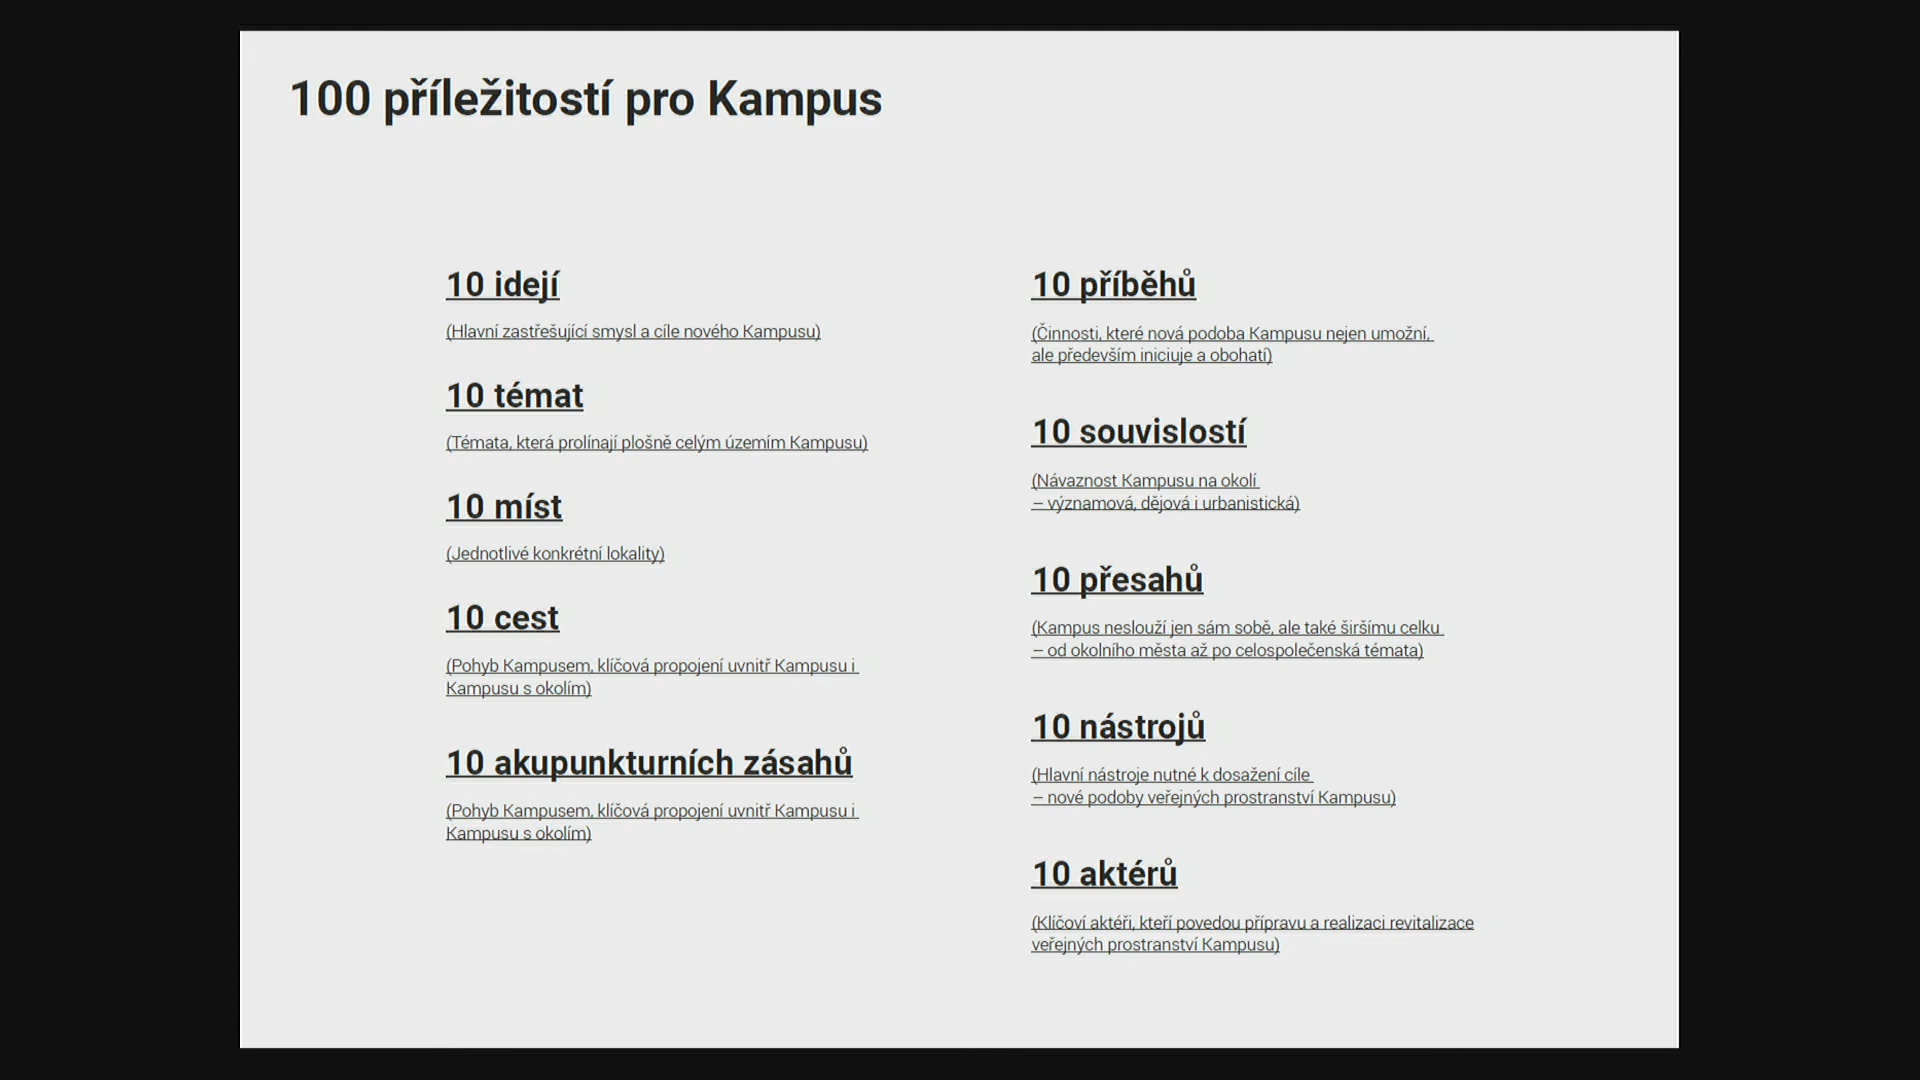 100 příležitostí pro Kampus
10 idejí
(Hlavní zastřešující smysl a cíle nového Kampusu)
10 témat
(Témata, která prolínají plošně celým územím Kampusu)
10 míst
(Jednotlivé konkrétní lokality)
10 cest
(Pohyb Kampusem, klíčová propojení uvnitř Kampusu i
Kampusu s okolím)
10 akupunkturních zásahů
(Pohyb Kampusem, klíčová propojení uvnitř Kampusu i
Kampusu s okolím)
10 příběhů
(Činnosti, které nová podoba Kampusu nejen umožní,
ale především iniciuje a obohatí)
10 souvislostí
(Návaznost Kampusu na okolí
– významová, dějová i urbanistická)
10 přesahů
(Kampus neslouží jen sám sobě, ale také širšímu celku
– od okolního města až po celospolečenská témata)
10 nástrojů
(Hlavní nástroje nutné k dosažení cíle
– nové podoby veřejných prostranství Kampusu)
10 aktérů
(Klíčoví aktéři, kteří povedou přípravu a realizaci revitalizace
veřejných prostranství Kampusu)